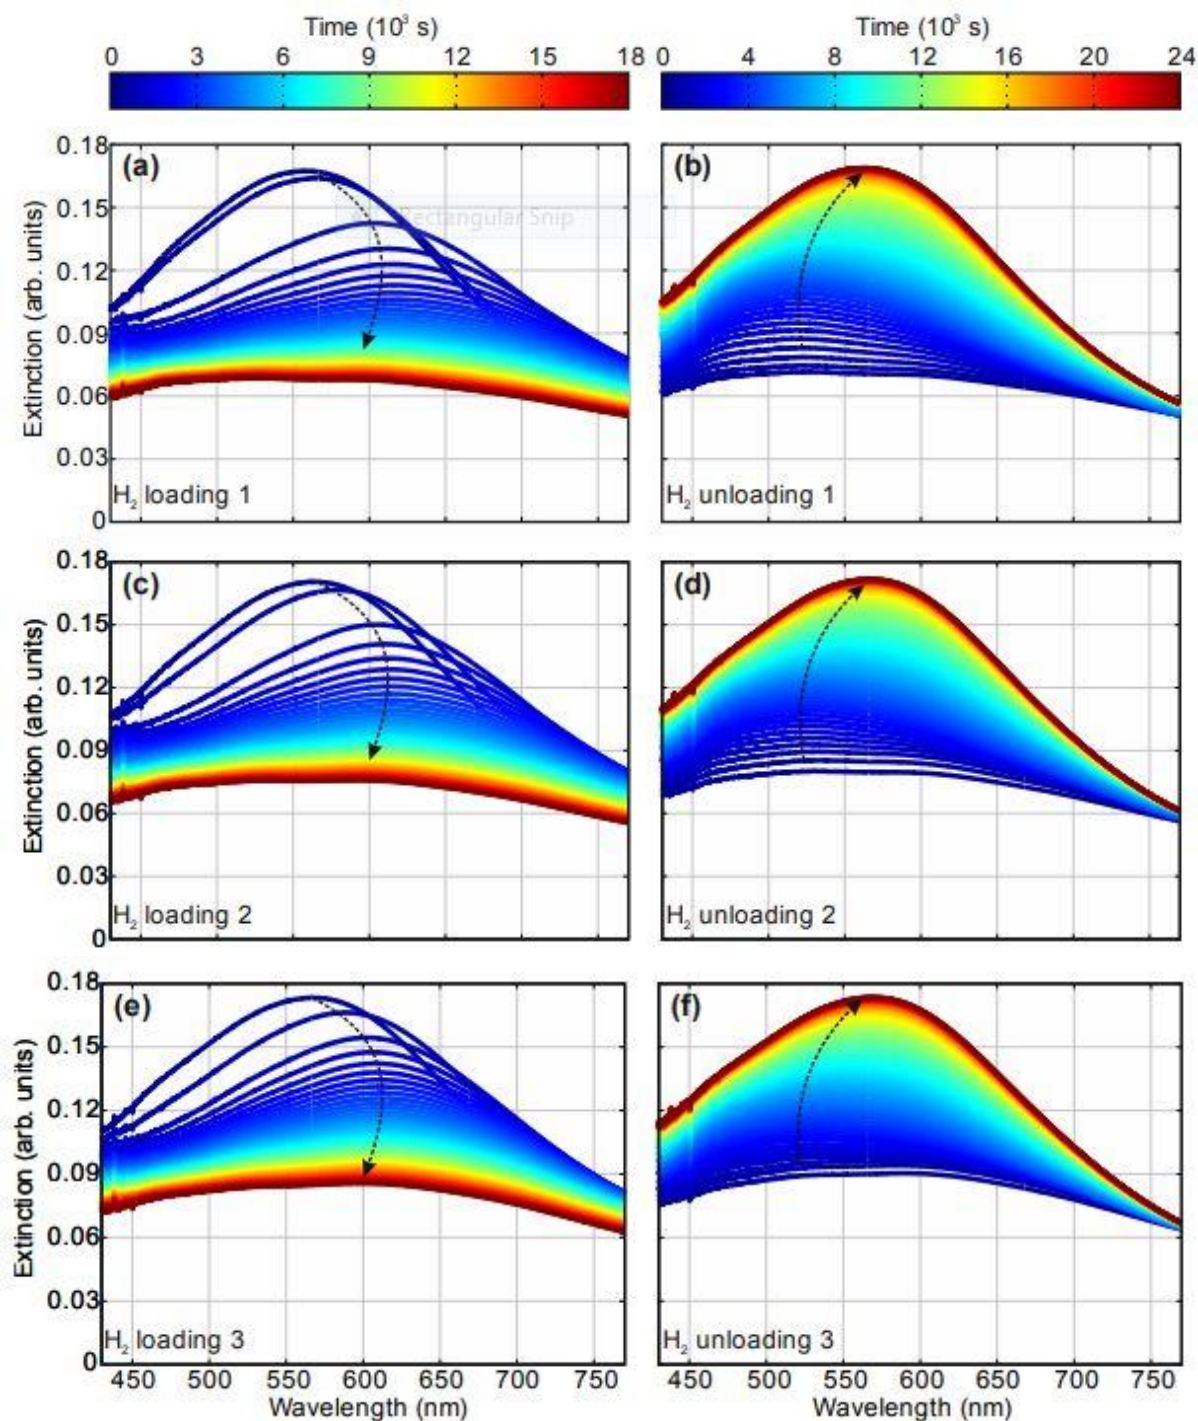 Time (10³ s)
0 3 6 9 12 15 18
Time (10³ s)
0 4 8 12 16 20 24
Extinction (arb. units)
0.18
0.15
0.12
0.09
0.06
0.03
0
(a)
Rectangular Snip
H₂ loading 1
(b)
H₂ unloading 1
Extinction (arb. units)
0.18
0.15
0.12
0.09
0.06
0.03
0
(c)
H₂ loading 2
(d)
H₂ unloading 2
Extinction (arb. units)
0.18
0.15
0.12
0.09
0.06
0.03
0
(e)
H₂ loading 3
(f)
H₂ unloading 3
450 500 550 600 650 700 750
Wavelength (nm)
450 500 550 600 650 700 750
Wavelength (nm)